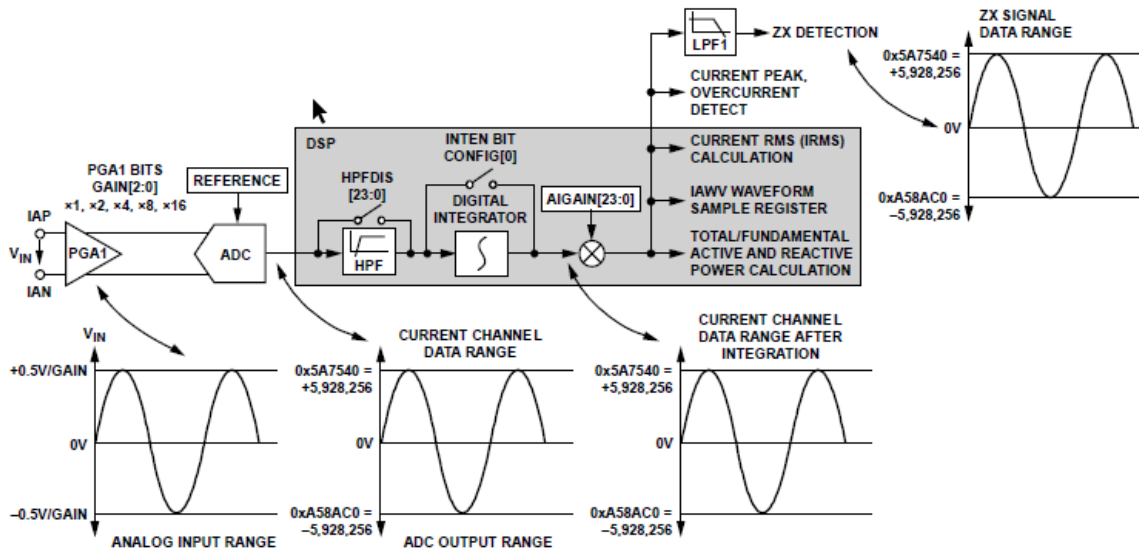 ZX SIGNAL
DATA RANGE
LPF1
ZX DETECTION
0x5A7540 =
+5,928,256
0V
0xA58AC0 =
–5,928,256
CURRENT PEAK,
OVERCURRENT
DETECT
DSP
INTEN BIT
CONFIG[0]
CURRENT RMS (IRMS)
CALCULATION
PGA1 BITS
GAIN[2:0]
×1, ×2, ×4, ×8, ×16
REFERENCE
HPFDIS
[23:0]
DIGITAL
INTEGRATOR
AIGAIN[23:0]
IAWV WAVEFORM
SAMPLE REGISTER
IAP
VIN
IAN
PGA1
ADC
HPF
TOTAL/FUNDAMENTAL
ACTIVE AND REACTIVE
POWER CALCULATION
VIN
+0.5V/GAIN
0V
–0.5V/GAIN
ANALOG INPUT RANGE
CURRENT CHANNEL
DATA RANGE
0x5A7540 =
+5,928,256
0V
0xA58AC0 =
–5,928,256
ADC OUTPUT RANGE
CURRENT CHANNEL
DATA RANGE AFTER
INTEGRATION
0x5A7540 =
+5,928,256
0V
0xA58AC0 =
–5,928,256